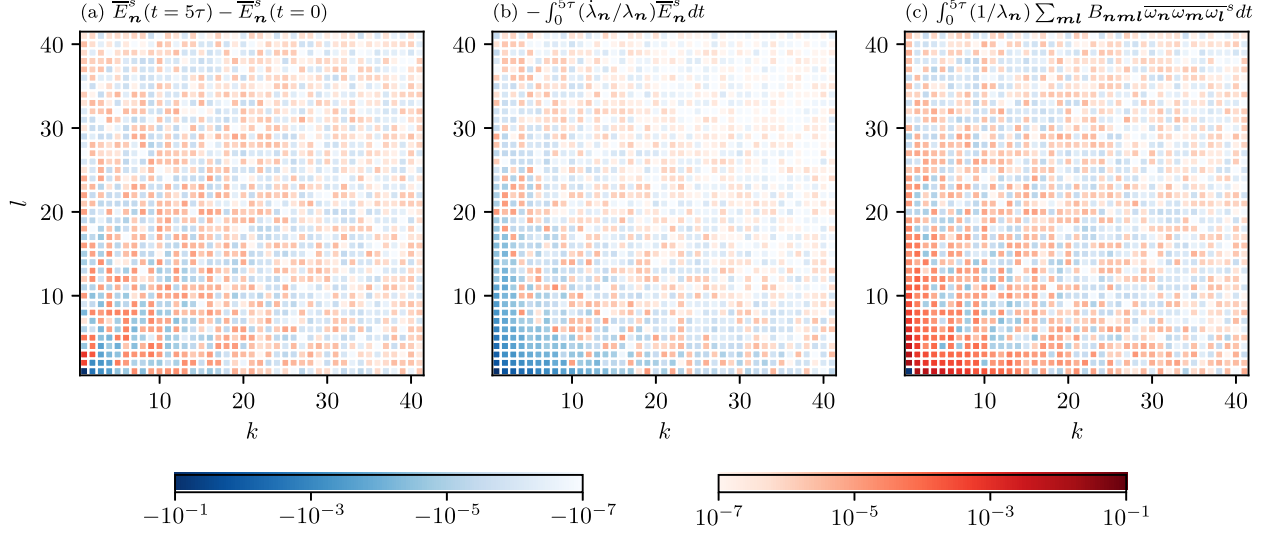 (a) $\overline{E}^s_{\boldsymbol{n}}(t = 5\tau) - \overline{E}^s_{\boldsymbol{n}}(t = 0)$
(b) $-\int_0^{5\tau}(\dot{\lambda}_{\boldsymbol{n}}/\lambda_{\boldsymbol{n}})\overline{E}^s_{\boldsymbol{n}}dt$
(c) $\int_0^{5\tau}(1/\lambda_{\boldsymbol{n}})\sum_{\boldsymbol{ml}} B_{\boldsymbol{nml}}\overline{\omega_{\boldsymbol{n}}\omega_{\boldsymbol{m}}\omega_{\boldsymbol{l}}}^s dt$
40
30
20
10
l
10 20 30 40
k
40
30
20
10
10 20 30 40
k
40
30
20
10
10 20 30 40
k
$-10^{-1}$ $-10^{-3}$ $-10^{-5}$ $-10^{-7}$
$10^{-7}$ $10^{-5}$ $10^{-3}$ $10^{-1}$